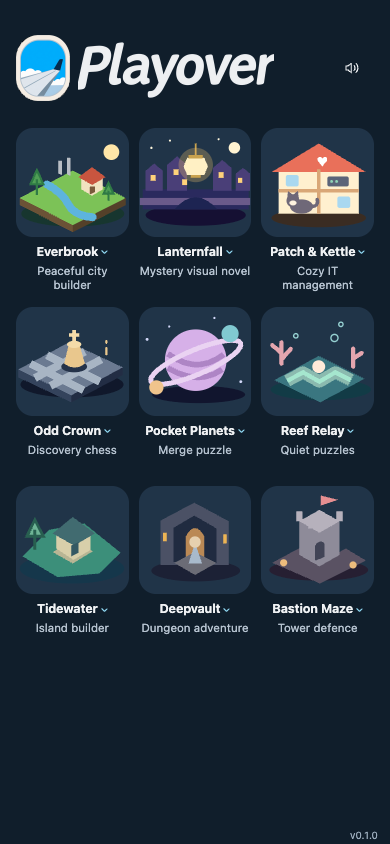 Playover
Everbrook
Peaceful city
builder
Lanternfall
Mystery visual novel
Patch & Kettle
Cozy IT
management
Odd Crown
Discovery chess
Pocket Planets
Merge puzzle
Reef Relay
Quiet puzzles
Tidewater
Island builder
Deepvault
Dungeon adventure
Bastion Maze
Tower defence
v0.1.0